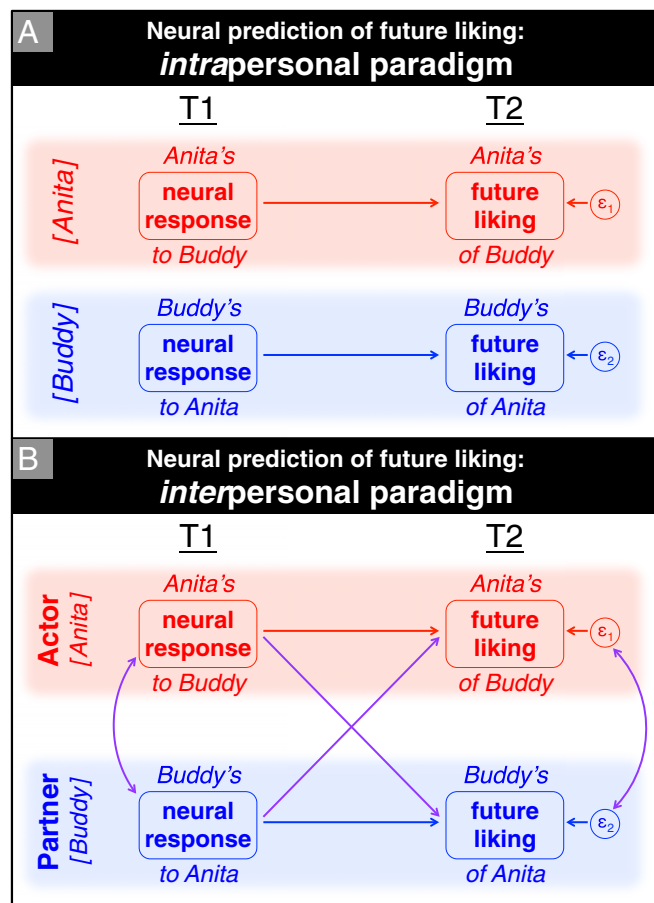 A
Neural prediction of future liking:
intrapersonal paradigm
T1 T2
[Anita]
Anita's Anita's
neural future
response liking ε1
to Buddy of Buddy
[Buddy]
Buddy's Buddy's
neural future
response liking ε2
to Anita of Anita
B
Neural prediction of future liking:
interpersonal paradigm
T1 T2
Actor
[Anita]
Anita's Anita's
neural future
response liking ε1
to Buddy of Buddy
Partner
[Buddy]
Buddy's Buddy's
neural future
response liking ε2
to Anita of Anita